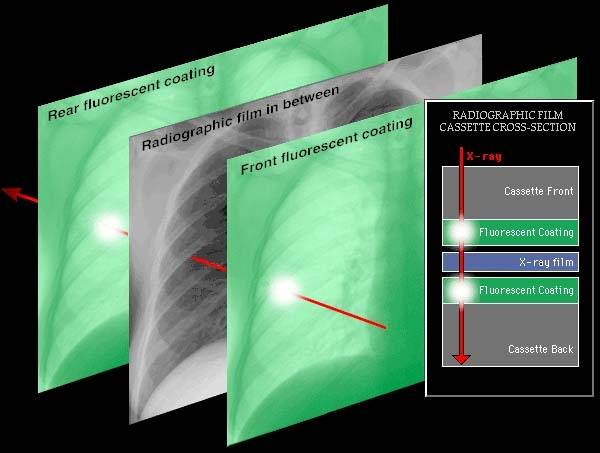 Rear fluorescent coating
Radiographic film in between
Front fluorescent coating
RADIOGRAPHIC FILM
CASSETTE CROSS-SECTION
X-ray
Cassette Front
Fluorescent Coating
X-ray film
Fluorescent Coating
Cassette Back